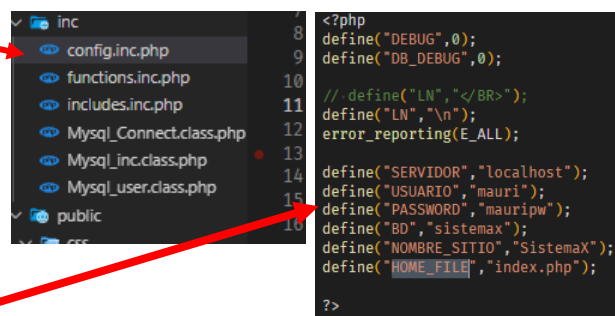 inc
config.inc.php
functions.inc.php
includes.inc.php
Mysql_Connect.class.php
Mysql_inc.class.php
Mysql_user.class.php
public
8
9
10
11
12
13
14
15
16
<?php
define("DEBUG",0);
define("DB_DEBUG",0);
// define("LN","</BR>");
define("LN","\n");
error_reporting(E_ALL);
define("SERVIDOR","localhost");
define("USUARIO","mauri");
define("PASSWORD","mauripw");
define("BD","sistemax");
define("NOMBRE_SITIO","SistemaX");
define("HOME_FILE","index.php");
?>